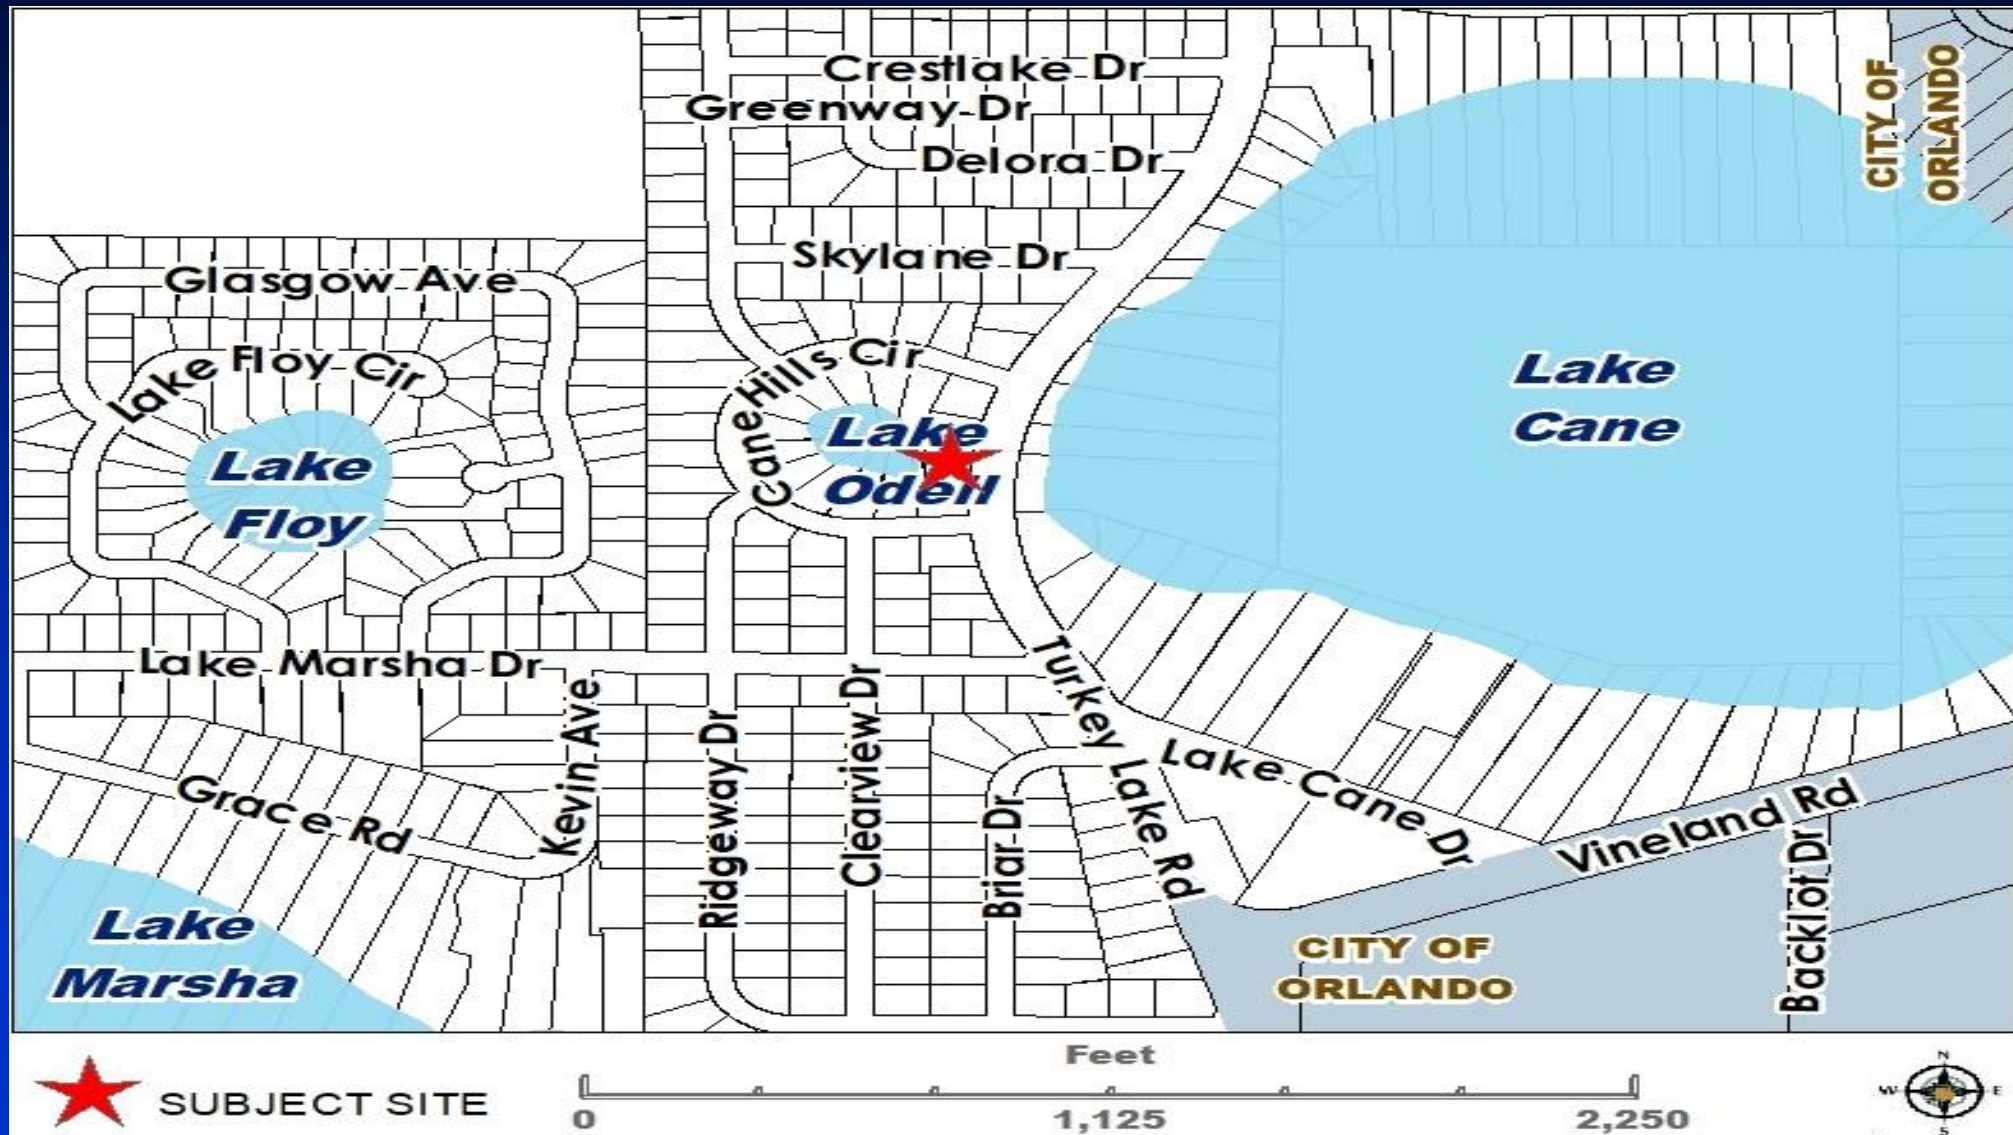 Crestlake Dr
Greenway Dr
Delora Dr
CITY OF
ORLANDO
Skylane Dr
Glasgow Ave
Lake Floy Cir
Cane Hills Cir
Lake
Cane
Lake
Odell
Lake
Floy
Lake Marsha Dr
Turkey Lake Rd
Kevin Ave
Ridgeway Dr
Clearview Dr
Briar Dr
Lake Cane Dr
Grace Rd
Vineland Rd
Backlot Dr
Lake
Marsha
CITY OF
ORLANDO
SUBJECT SITE
Feet
0 1,125 2,250
N
W E
S